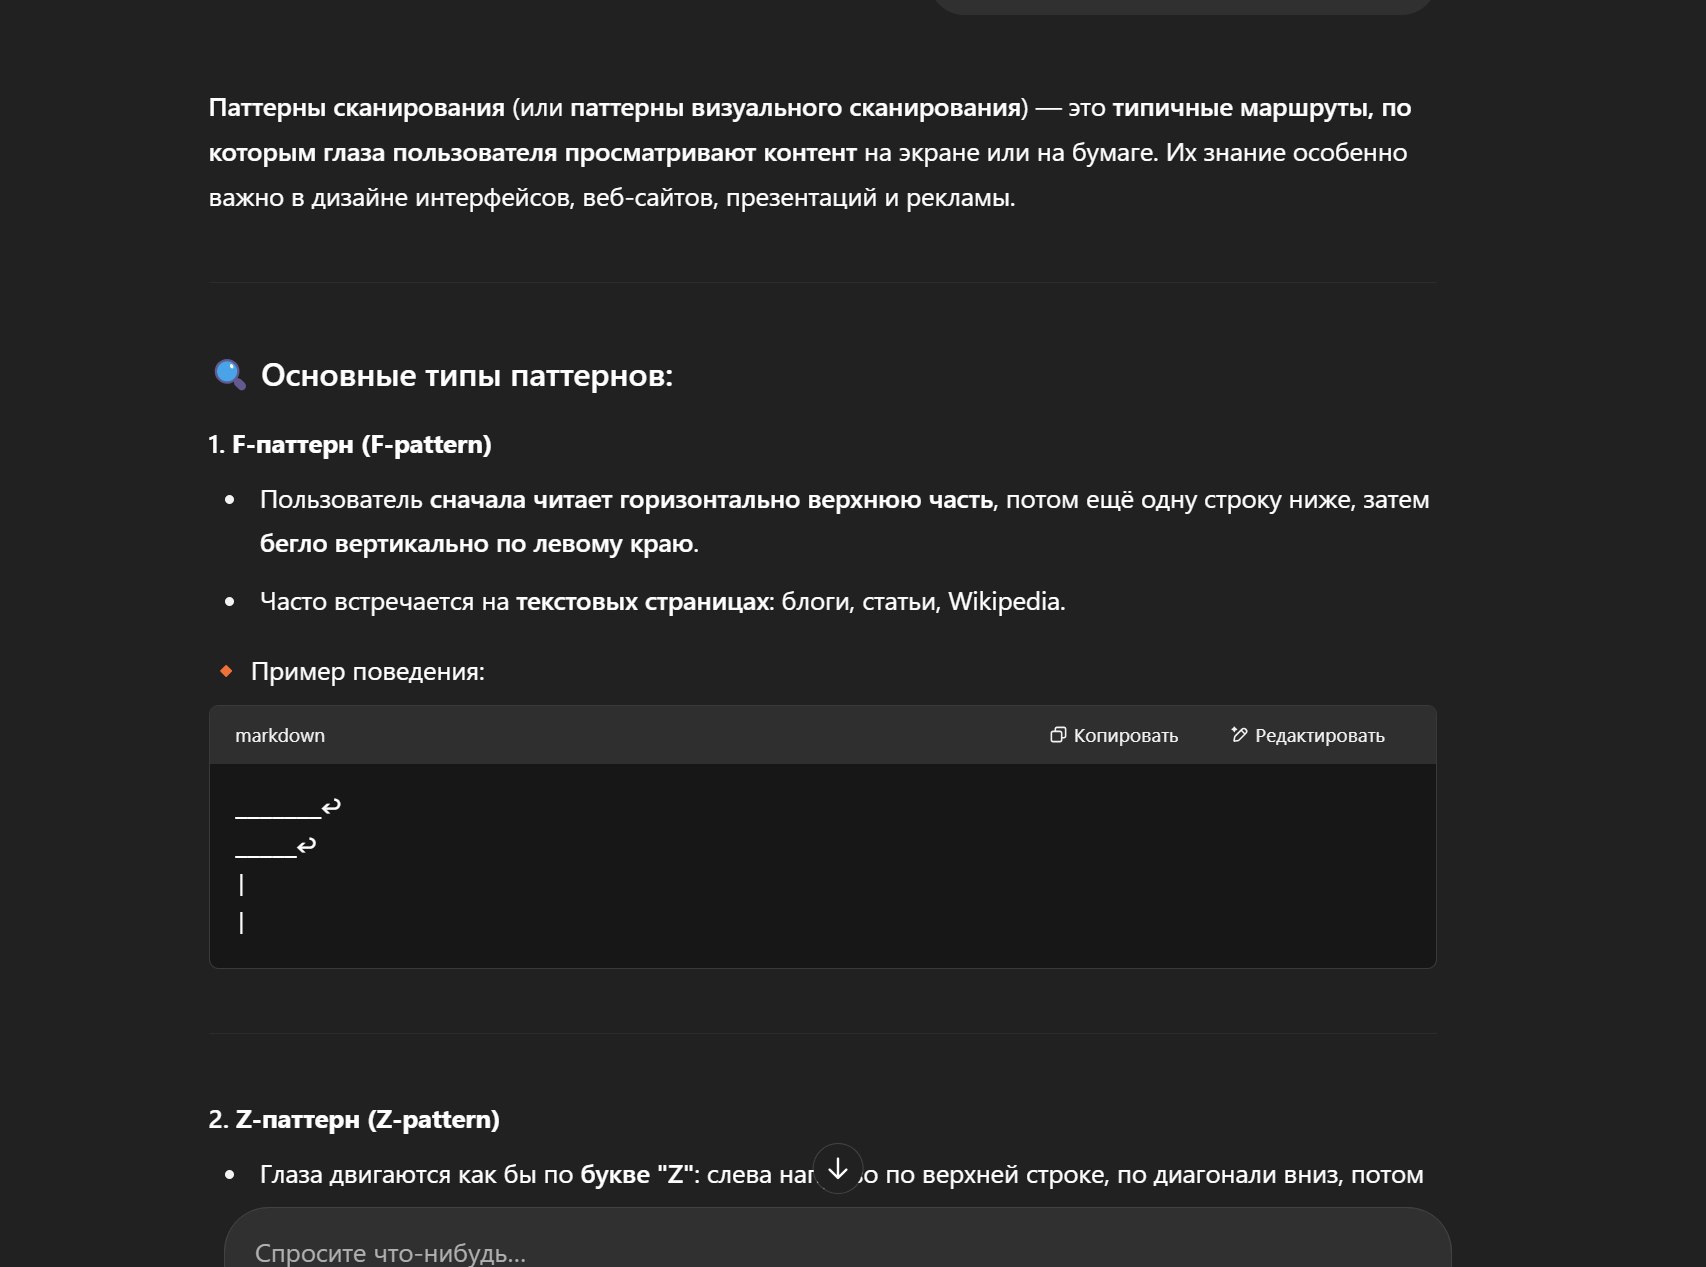 Паттерны сканирования (или паттерны визуального сканирования) — это типичные маршруты, по
которым глаза пользователя просматривают контент на экране или на бумаге. Их знание особенно
важно в дизайне интерфейсов, веб-сайтов, презентаций и рекламы.
🔍 Основные типы паттернов:
1. F-паттерн (F-pattern)
• Пользователь сначала читает горизонтально верхнюю часть, потом ещё одну строку ниже, затем
бегло вертикально по левому краю.
• Часто встречается на текстовых страницах: блоги, статьи, Wikipedia.
🔸 Пример поведения:
markdown Копировать Редактировать
_______↩
_____↩
|
|
2. Z-паттерн (Z-pattern)
• Глаза двигаются как бы по букве "Z": слева по верхней строке, по диагонали вниз, потом
Спросите что-нибудь...